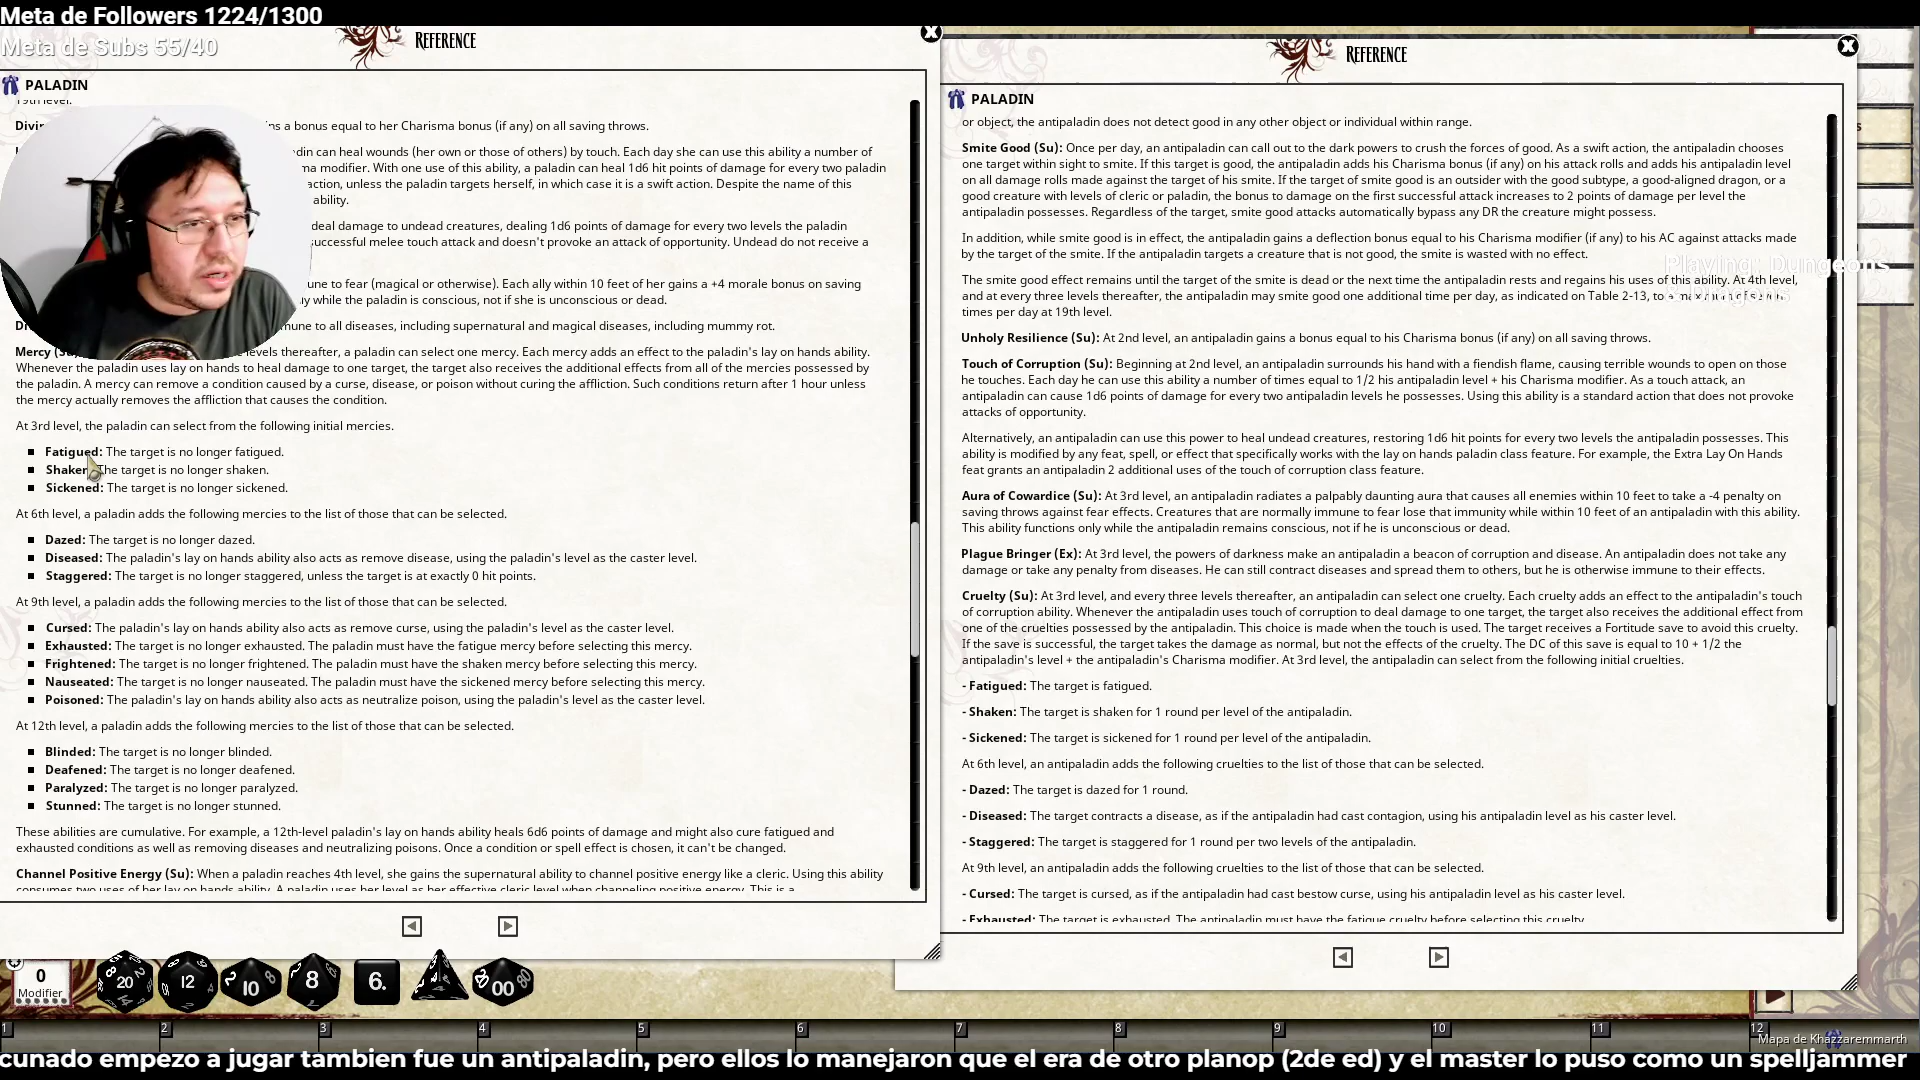 Meta de Followers 1224/1300
Meta de Subs 55/40
REFERENCE
PALADIN
19th level.
Divin
ns a bonus equal to her Charisma bonus (if any) on all saving throws.
din can heal wounds (her own or those of others) by touch. Each day she can use this ability a number of
ma modifier. With one use of this ability, a paladin can heal 1d6 hit points of damage for every two paladin
action, unless the paladin targets herself, in which case it is a swift action. Despite the name of this
ability.
deal damage to undead creatures, dealing 1d6 points of damage for every two levels the paladin
successful melee touch attack and doesn't provoke an attack of opportunity. Undead do not receive a
une to fear (magical or otherwise). Each ally within 10 feet of her gains a +4 morale bonus on saving
ly while the paladin is conscious, not if she is unconscious or dead.
mune to all diseases, including supernatural and magical diseases, including mummy rot.
Mercy (Su
levels thereafter, a paladin can select one mercy. Each mercy adds an effect to the paladin's lay on hands ability.
Whenever the paladin uses lay on hands to heal damage to one target, the target also receives the additional effects from all of the mercies possessed
by the paladin. A mercy can remove a condition caused by a curse, disease, or poison without curing the affliction. Such conditions return after 1 hour unless
the mercy actually removes the affliction that causes the condition.
At 3rd level, the paladin can select from the following initial mercies.
Fatigued: The target is no longer fatigued.
Shaken The target is no longer shaken.
Sickened: The target is no longer sickened.
At 6th level, a paladin adds the following mercies to the list of those that can be selected.
Dazed: The target is no longer dazed.
Diseased: The paladin's lay on hands ability also acts as remove disease, using the paladin's level as the caster level.
Staggered: The target is no longer staggered, unless the target is at exactly 0 hit points.
At 9th level, a paladin adds the following mercies to the list of those that can be selected.
Cursed: The paladin's lay on hands ability also acts as remove curse, using the paladin's level as the caster level.
Exhausted: The target is no longer exhausted. The paladin must have the fatigue mercy before selecting this mercy.
Frightened: The target is no longer frightened. The paladin must have the shaken mercy before selecting this mercy.
Nauseated: The target is no longer nauseated. The paladin must have the sickened mercy before selecting this mercy.
Poisoned: The paladin's lay on hands ability also acts as neutralize poison, using the paladin's level as the caster level.
At 12th level, a paladin adds the following mercies to the list of those that can be selected.
Blinded: The target is no longer blinded.
Deafened: The target is no longer deafened.
Paralyzed: The target is no longer paralyzed.
Stunned: The target is no longer stunned.
These abilities are cumulative. For example, a 12th-level paladin's lay on hands ability heals 6d6 points of damage and might also cure fatigued and
exhausted conditions as well as removing diseases and neutralizing poisons. Once a condition or spell effect is chosen, it can't be changed.
Channel Positive Energy (Su): When a paladin reaches 4th level, she gains the supernatural ability to channel positive energy like a cleric. Using this ability
consumes two uses of her lay on hands ability. A paladin uses her level as her effective cleric level when channeling positive energy. This is a
REFERENCE
PALADIN
or object, the antipaladin does not detect good in any other object or individual within range.
Smite Good (Su): Once per day, an antipaladin can call out to the dark powers to crush the forces of good. As a swift action, the antipaladin chooses
one target within sight to smite. If this target is good, the antipaladin adds his Charisma bonus (if any) on his attack rolls and adds his antipaladin level
on all damage rolls made against the target of his smite. If the target of smite good is an outsider with the good subtype, a good-aligned dragon, or a
good creature with levels of cleric or paladin, the bonus to damage on the first successful attack increases to 2 points of damage per level the
antipaladin possesses. Regardless of the target, smite good attacks automatically bypass any DR the creature might possess.
In addition, while smite good is in effect, the antipaladin gains a deflection bonus equal to his Charisma modifier (if any) to his AC against attacks made
by the target of the smite. If the antipaladin targets a creature that is not good, the smite is wasted with no effect.
Playing: Dungeons
& Dragons
The smite good effect remains until the target of the smite is dead or the next time the antipaladin rests and regains his uses of this ability. At 4th level,
and at every three levels thereafter, the antipaladin may smite good one additional time per day, as indicated on Table 2-13, to a maximum of seven
times per day at 19th level.
Unholy Resilience (Su): At 2nd level, an antipaladin gains a bonus equal to his Charisma bonus (if any) on all saving throws.
Touch of Corruption (Su): Beginning at 2nd level, an antipaladin surrounds his hand with a fiendish flame, causing terrible wounds to open on those
he touches. Each day he can use this ability a number of times equal to 1/2 his antipaladin level + his Charisma modifier. As a touch attack, an
antipaladin can cause 1d6 points of damage for every two antipaladin levels he possesses. Using this ability is a standard action that does not provoke
attacks of opportunity.
Alternatively, an antipaladin can use this power to heal undead creatures, restoring 1d6 hit points for every two levels the antipaladin possesses. This
ability is modified by any feat, spell, or effect that specifically works with the lay on hands paladin class feature. For example, the Extra Lay On Hands
feat grants an antipaladin 2 additional uses of the touch of corruption class feature.
Aura of Cowardice (Su): At 3rd level, an antipaladin radiates a palpably daunting aura that causes all enemies within 10 feet to take a -4 penalty on
saving throws against fear effects. Creatures that are normally immune to fear lose that immunity while within 10 feet of an antipaladin with this ability.
This ability functions only while the antipaladin remains conscious, not if he is unconscious or dead.
Plague Bringer (Ex): At 3rd level, the powers of darkness make an antipaladin a beacon of corruption and disease. An antipaladin does not take any
damage or take any penalty from diseases. He can still contract diseases and spread them to others, but he is otherwise immune to their effects.
Cruelty (Su): At 3rd level, and every three levels thereafter, an antipaladin can select one cruelty. Each cruelty adds an effect to the antipaladin's touch
of corruption ability. Whenever the antipaladin uses touch of corruption to deal damage to one target, the target also receives the additional effect from
one of the cruelties possessed by the antipaladin. This choice is made when the touch is used. The target receives a Fortitude save to avoid this cruelty.
If the save is successful, the target takes the damage as normal, but not the effects of the cruelty. The DC of this save is equal to 10 + 1/2 the
antipaladin's level + the antipaladin's Charisma modifier. At 3rd level, the antipaladin can select from the following initial cruelties.
- Fatigued: The target is fatigued.
- Shaken: The target is shaken for 1 round per level of the antipaladin.
- Sickened: The target is sickened for 1 round per level of the antipaladin.
At 6th level, an antipaladin adds the following cruelties to the list of those that can be selected.
- Dazed: The target is dazed for 1 round.
- Diseased: The target contracts a disease, as if the antipaladin had cast contagion, using his antipaladin level as his caster level.
- Staggered: The target is staggered for 1 round per two levels of the antipaladin.
At 9th level, an antipaladin adds the following cruelties to the list of those that can be selected.
- Cursed: The target is cursed, as if the antipaladin had cast bestow curse, using his antipaladin level as his caster level.
- Exhausted: The target is exhausted. The antipaladin must have the fatigue cruelty before selecting this cruelty.
0
Modifier
20 12 10 8 6. 4 00
1 2 3 4 5 6 7 8 9 10 11 12
Mapa de Khazzaremmarth
cunado empezo a jugar tambien fue un antipaladin, pero ellos lo manejaron que el era de otro planop (2de ed) y el master lo puso como un spelljammer